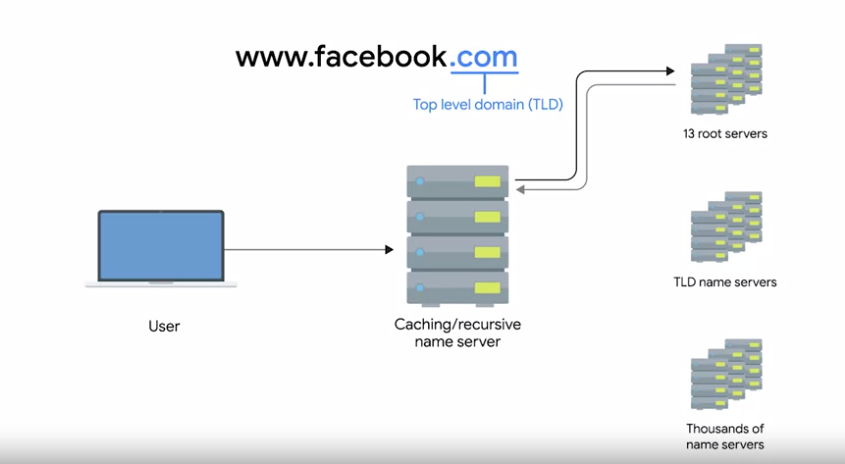 www.facebook.com
Top level domain (TLD)
13 root servers
TLD name servers
User
Caching/recursive
name server
Thousands of
name servers